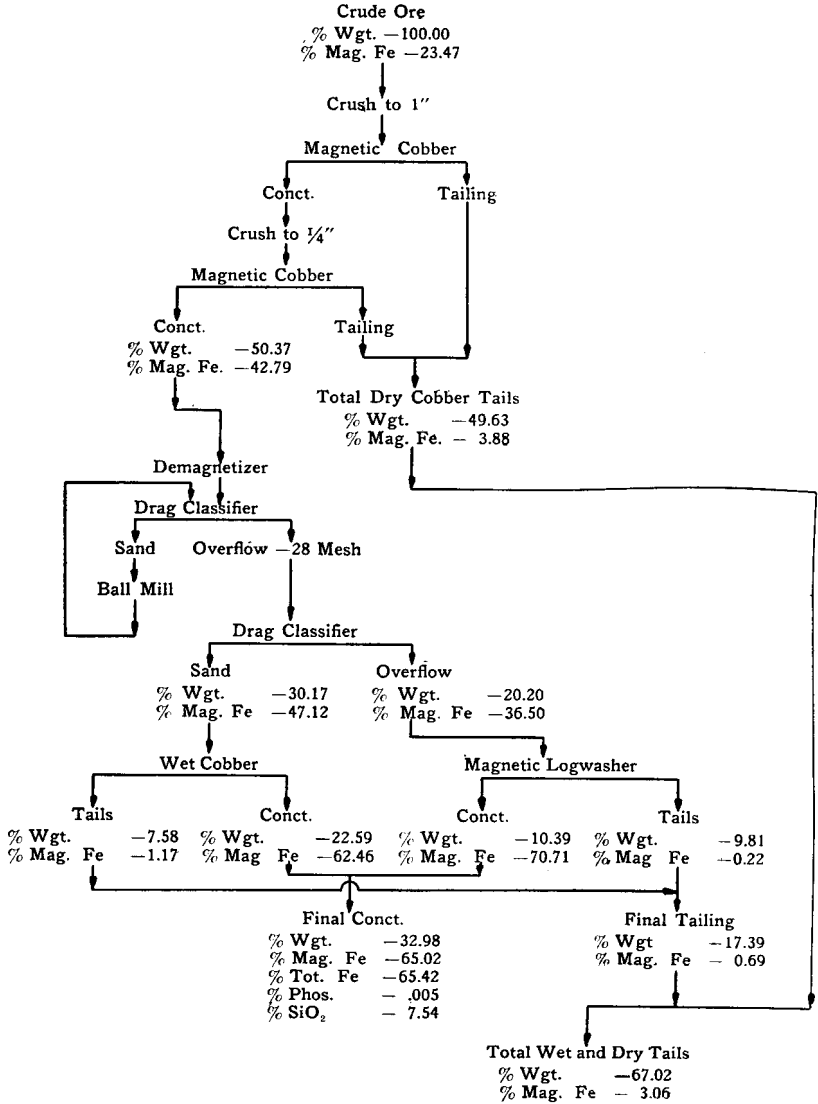 Crude Ore
% Wgt. —100.00
% Mag. Fe —23.47
Crush to 1″
Magnetic Cobber
Conct.
Tailing
Crush to ¼″
Magnetic Cobber
Conct.
% Wgt. —50.37
% Mag. Fe. —42.79
Tailing
Total Dry Cobber Tails
% Wgt. —49.63
% Mag. Fe. — 3.88
Demagnetizer
Drag Classifier
Sand
Overflow —28 Mesh
Ball Mill
Drag Classifier
Sand
% Wgt. —30.17
% Mag. Fe —47.12
Overflow
% Wgt. —20.20
% Mag. Fe —36.50
Wet Cobber
Magnetic Logwasher
Tails
% Wgt. —7.58
% Mag. Fe —1.17
Conct.
% Wgt. —22.59
% Mag Fe —62.46
Conct.
% Wgt. —10.39
% Mag. Fe —70.71
Tails
% Wgt. —9.81
% Mag Fe —0.22
Final Conct.
% Wgt. —32.98
% Mag. Fe —65.02
% Tot. Fe —65.42
% Phos. — .005
% SiO₂ — 7.54
Final Tailing
% Wgt —17.39
% Mag. Fe — 0.69
Total Wet and Dry Tails
% Wgt. —67.02
% Mag. Fe — 3.06